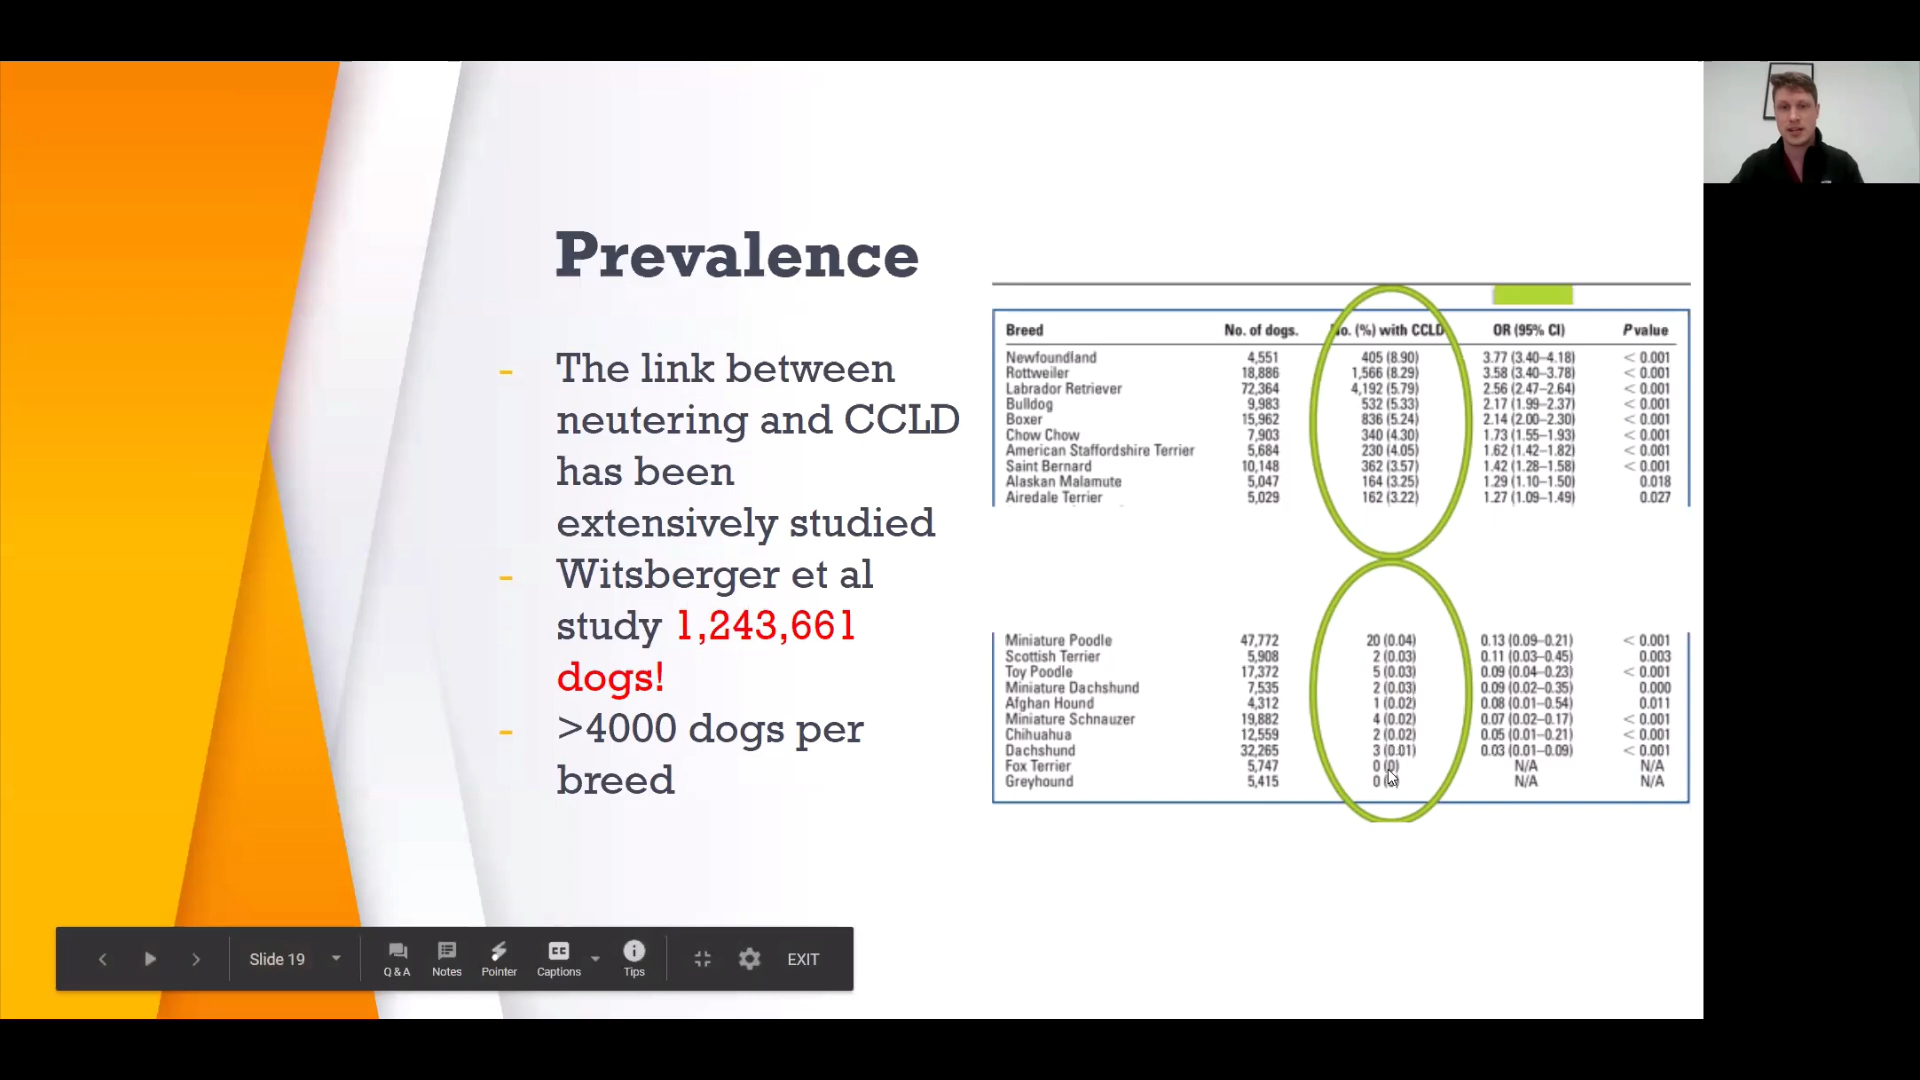 Prevalence
- The link between
neutering and CCLD
has been
extensively studied
- Witsberger et al
study 1,243,661
dogs!
- >4000 dogs per
breed
Breed No. of dogs. No. (%) with CCLD OR (95% CI) P value
Newfoundland 4,551 405 (8.90) 3.77 (3.40–4.18) < 0.001
Rottweiler 18,886 1,566 (8.29) 3.58 (3.40–3.78) < 0.001
Labrador Retriever 72,364 4,192 (5.79) 2.56 (2.47–2.64) < 0.001
Bulldog 9,983 532 (5.33) 2.17 (1.99–2.37) < 0.001
Boxer 15,962 836 (5.24) 2.14 (2.00–2.30) < 0.001
Chow Chow 7,903 340 (4.30) 1.73 (1.55–1.93) < 0.001
American Staffordshire Terrier 5,684 230 (4.05) 1.62 (1.42–1.82) < 0.001
Saint Bernard 10,148 362 (3.57) 1.42 (1.28–1.58) < 0.001
Alaskan Malamute 5,047 164 (3.25) 1.29 (1.10–1.50) 0.018
Airedale Terrier 5,029 162 (3.22) 1.27 (1.09–1.49) 0.027
Miniature Poodle 47,772 20 (0.04) 0.13 (0.09–0.21) < 0.001
Scottish Terrier 5,908 2 (0.03) 0.11 (0.03–0.45) 0.003
Toy Poodle 17,372 5 (0.03) 0.09 (0.04–0.23) < 0.001
Miniature Dachshund 7,535 2 (0.03) 0.09 (0.02–0.35) 0.000
Afghan Hound 4,312 1 (0.02) 0.08 (0.01–0.54) 0.011
Miniature Schnauzer 19,882 4 (0.02) 0.07 (0.02–0.17) < 0.001
Chihuahua 12,559 2 (0.02) 0.05 (0.01–0.21) < 0.001
Dachshund 32,265 3 (0.01) 0.03 (0.01–0.09) < 0.001
Fox Terrier 5,747 0 (0) N/A N/A
Greyhound 5,415 0 N/A N/A
Slide 19 Q & A Notes Pointer CC Captions Tips EXIT